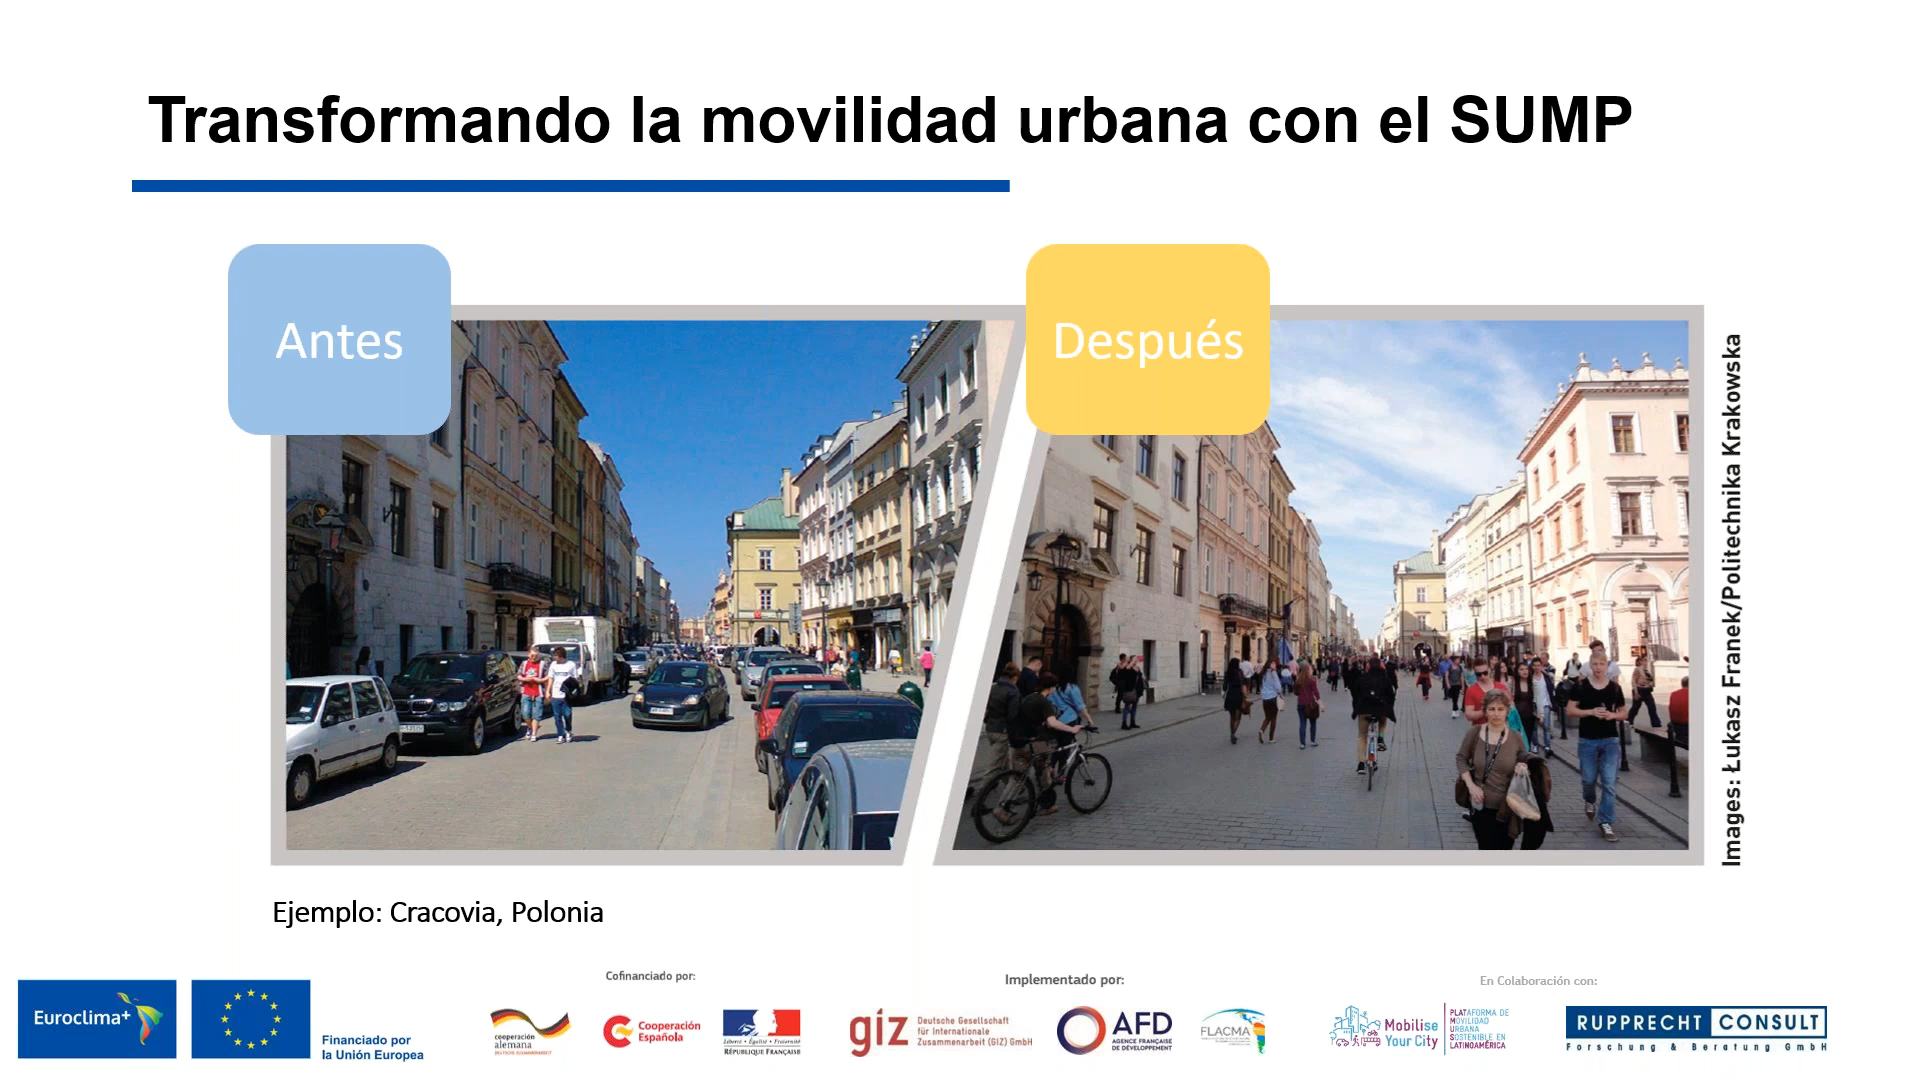 Transformando la movilidad urbana con el SUMP
Antes
Después
Images: Łukasz Franek/Politechnika Krakowska
Ejemplo: Cracovia, Polonia
Euroclima+
Financiado por
la Unión Europea
Cofinanciado por:
cooperación
alemana
DEUTSCHE ZUSAMMENARBEIT
Cooperación
Española
Liberté • Égalité • Fraternité
RÉPUBLIQUE FRANÇAISE
Implementado por:
giz
Deutsche Gesellschaft
für Internationale
Zusammenarbeit (GIZ) GmbH
AFD
AGENCE FRANÇAISE
DE DÉVELOPPEMENT
FLACMA
En Colaboración con:
Mobilise
Your City
PLATAFORMA DE
MOVILIDAD
URBANA
SOSTENIBLE EN
LATINOAMÉRICA
RUPPRECHT CONSULT
Forschung & Beratung GmbH